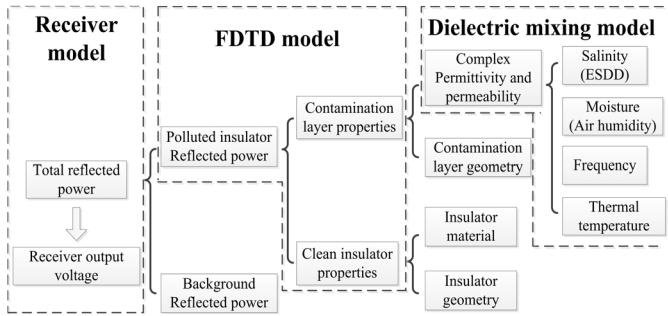 Receiver
model
FDTD model
Dielectric mixing model
Total reflected
power
Receiver output
voltage
Polluted insulator
Reflected power
Background
Reflected power
Contamination
layer properties
Clean insulator
properties
Complex
Permittivity and
permeability
Contamination
layer geometry
Insulator
material
Insulator
geometry
Salinity
(ESDD)
Moisture
(Air humidity)
Frequency
Thermal
temperature